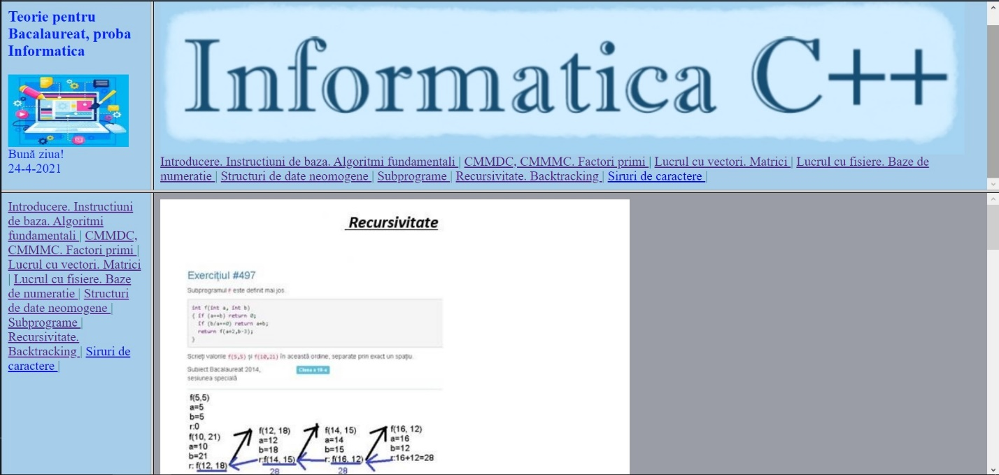 Teorie pentru
Bacalaureat, proba
Informatica
Bună ziua!
24-4-2021
Informatica C++
Introducere. Instructiuni de baza. Algoritmi fundamentali | CMMDC, CMMMC. Factori primi | Lucrul cu vectori. Matrici | Lucrul cu fisiere. Baze de
numeratie | Structuri de date neomogene | Subprograme | Recursivitate. Backtracking | Siruri de caractere |
Introducere. Instructiuni
de baza. Algoritmi
fundamentali | CMMDC,
CMMMC. Factori primi |
Lucrul cu vectori. Matrici
| Lucrul cu fisiere. Baze
de numeratie | Structuri
de date neomogene |
Subprograme |
Recursivitate.
Backtracking | Siruri de
caractere |
Recursivitate
Exercițiul #497
Subprogramul F este definit mai jos.
int f(int a, int b)
{ if (a==b) return 0;
if (b/a==0) return a+b;
return f(a+2,b-3);
}
Scrieți valorile f(5,5) și f(10,21) în această ordine, separate prin exact un spațiu.
Subiect Bacalaureat 2014,
sesiunea specială
Clasa a 10-a
f(5,5)
a=5
b=5
r:0
f(10, 21)
a=10
b=21
r: f(12, 18)
f(12, 18)
a=12
b=18
r:f(14, 15)
28
f(14, 15)
a=14
b=15
r: f(16, 12)
28
f(16, 12)
a=16
b=12
r:16+12=28